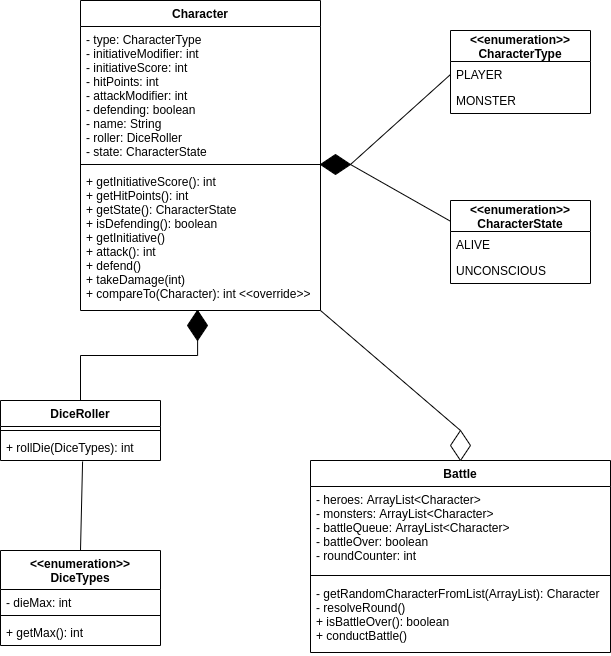 Character
- type: CharacterType
- initiativeModifier: int
- initiativeScore: int
- hitPoints: int
- attackModifier: int
- defending: boolean
- name: String
- roller: DiceRoller
- state: CharacterState
+ getInitiativeScore(): int
+ getHitPoints(): int
+ getState(): CharacterState
+ isDefending(): boolean
+ getInitiative()
+ attack(): int
+ defend()
+ takeDamage(int)
+ compareTo(Character): int <<override>>
<<enumeration>>
CharacterType
PLAYER
MONSTER
<<enumeration>>
CharacterState
ALIVE
UNCONSCIOUS
DiceRoller
+ rollDie(DiceTypes): int
<<enumeration>>
DiceTypes
- dieMax: int
+ getMax(): int
Battle
- heroes: ArrayList<Character>
- monsters: ArrayList<Character>
- battleQueue: ArrayList<Character>
- battleOver: boolean
- roundCounter: int
- getRandomCharacterFromList(ArrayList): Character
- resolveRound()
+ isBattleOver(): boolean
+ conductBattle()